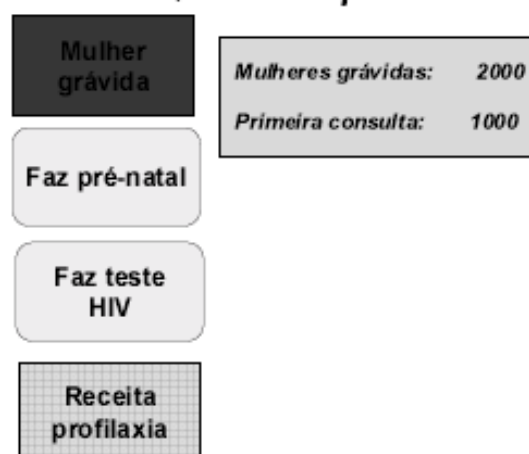 Mulher
grávida
Mulheres grávidas: 2000
Primeira consulta: 1000
Faz pré-natal
Faz teste
HIV
Receita
profilaxia